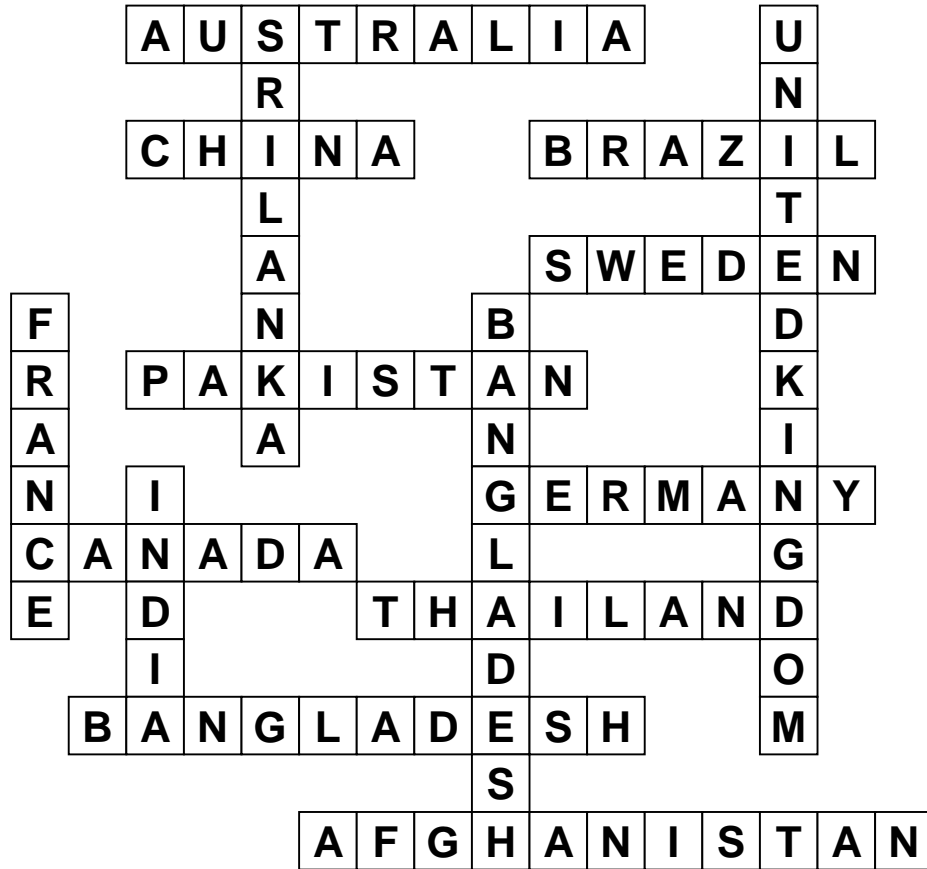 AUSTRALIA
SRILANKA
UNITEDKINGDOM
CHINA
BRAZIL
SWEDEN
FRANCE
BANGLADESH
PAKISTAN
INDIA
GERMANY
CANADA
THAILAND
BANGLADESH
AFGHANISTAN